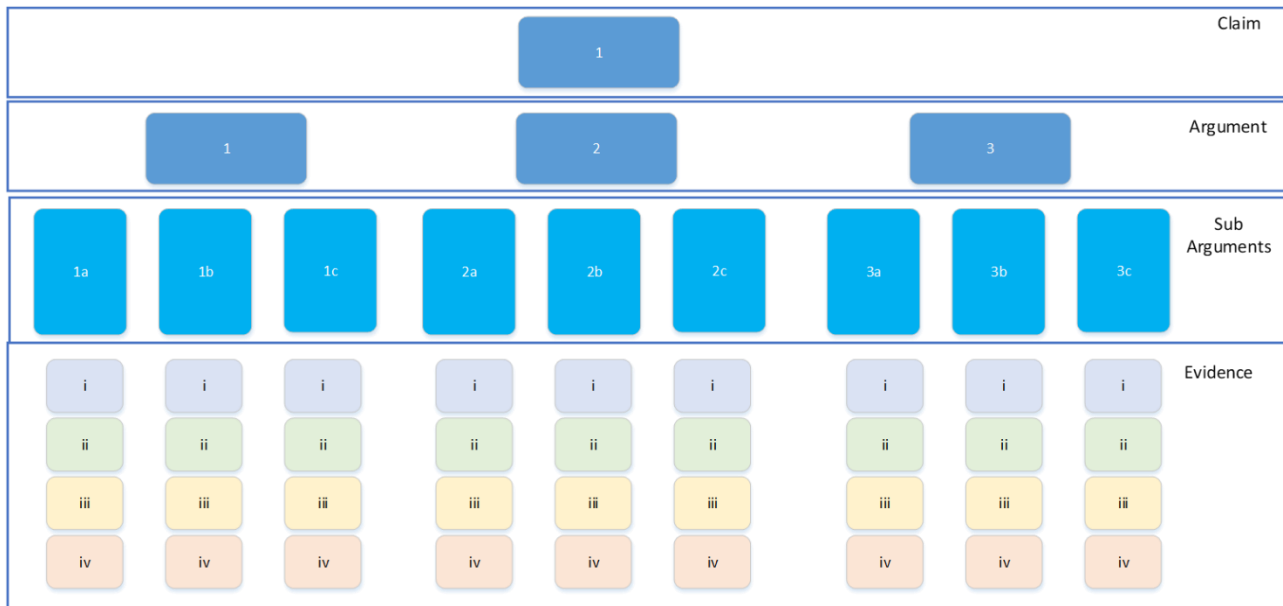 Claim
1
Argument
1 2 3
Sub
Arguments
1a 1b 1c 2a 2b 2c 3a 3b 3c
Evidence
i i i i i i i i i
ii ii ii ii ii ii ii ii ii
iii iii iii iii iii iii iii iii iii
iv iv iv iv iv iv iv iv iv